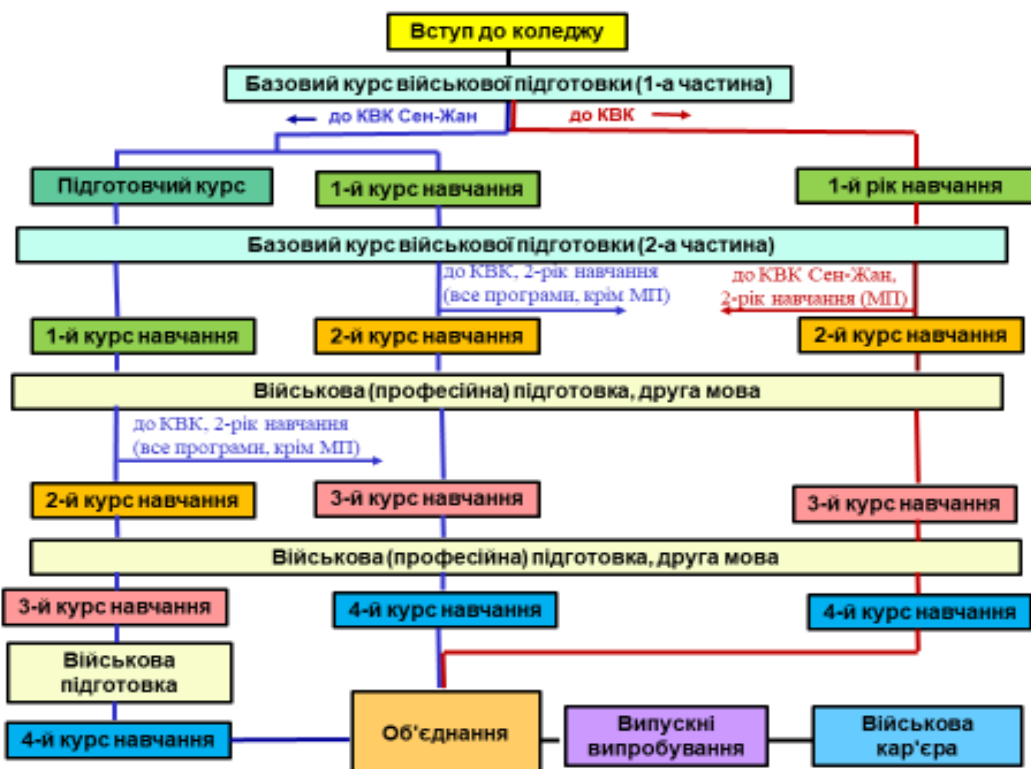 Вступ до коледжу
Базовий курс військової підготовки (1-а частина)
до КВК Сен-Жан
до КВК
Підготовчий курс
1-й курс навчання
1-й рік навчання
Базовий курс військової підготовки (2-а частина)
до КВК, 2-рік навчання
(все програми, крім МП)
до КВК Сен-Жан,
2-рік навчання (МП)
1-й курс навчання
2-й курс навчання
2-й курс навчання
Військова (професійна) підготовка, друга мова
до КВК, 2-рік навчання
(все програми, крім МП)
2-й курс навчання
3-й курс навчання
3-й курс навчання
Військова (професійна) підготовка, друга мова
3-й курс навчання
4-й курс навчання
4-й курс навчання
Військова
підготовка
4-й курс навчання
Об'єднання
Випускні
випробування
Військова
кар'єра